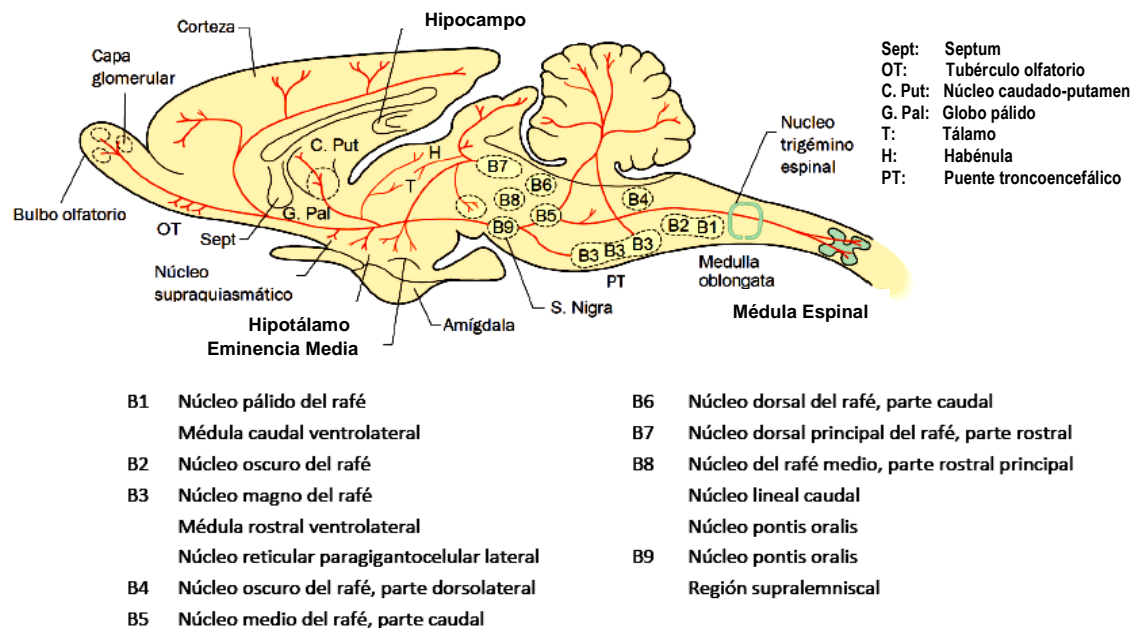 Hipocampo
Corteza
Capa
glomerular
Bulbo olfatorio
OT
Sept
C. Put
G. Pal
H
T
B7
B6
B8
B5
B9
B4
B2
B1
B3
B3
B3
PT
Nucleo
trigémino
espinal
Medulla
oblongata
Núcleo
supraquiasmático
S. Nigra
Amígdala
Médula Espinal
Hipotálamo
Eminencia Media
Sept: Septum
OT: Tubérculo olfatorio
C. Put: Núcleo caudado-putamen
G. Pal: Globo pálido
T: Tálamo
H: Habénula
PT: Puente troncoencefálico
B1 Núcleo pálido del rafé
Médula caudal ventrolateral
B2 Núcleo oscuro del rafé
B3 Núcleo magno del rafé
Médula rostral ventrolateral
Núcleo reticular paragigantocelular lateral
B4 Núcleo oscuro del rafé, parte dorsolateral
B5 Núcleo medio del rafé, parte caudal
B6 Núcleo dorsal del rafé, parte caudal
B7 Núcleo dorsal principal del rafé, parte rostral
B8 Núcleo del rafé medio, parte rostral principal
Núcleo lineal caudal
Núcleo pontis oralis
B9 Núcleo pontis oralis
Región supralemniscal